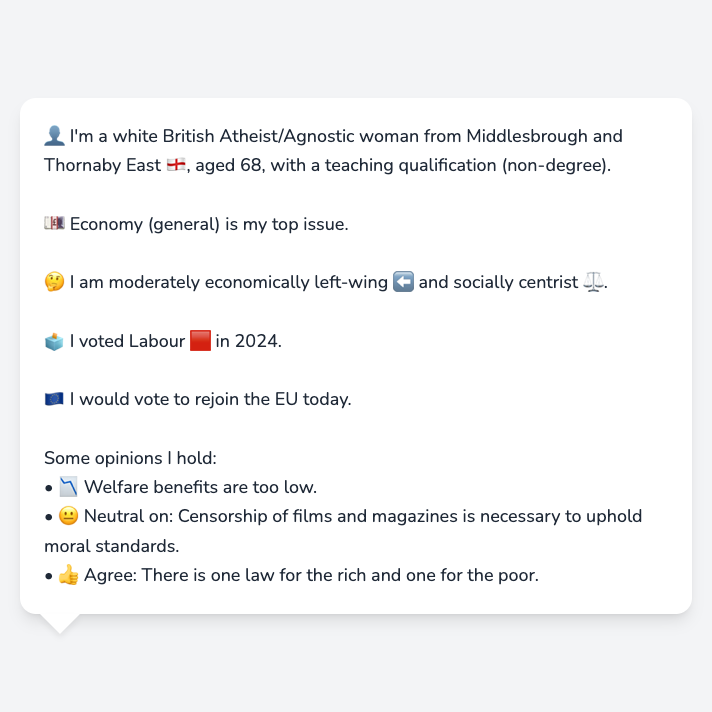 👤 I'm a white British Atheist/Agnostic woman from Middlesbrough and
Thornaby East 🏴󠁧󠁢󠁥󠁮󠁧󠁿, aged 68, with a teaching qualification (non-degree).
💷 Economy (general) is my top issue.
🤔 I am moderately economically left-wing ⬅️ and socially centrist ⚖️.
🗳️ I voted Labour 🟥 in 2024.
🇪🇺 I would vote to rejoin the EU today.
Some opinions I hold:
• 📉 Welfare benefits are too low.
• 😐 Neutral on: Censorship of films and magazines is necessary to uphold
moral standards.
• 👍 Agree: There is one law for the rich and one for the poor.